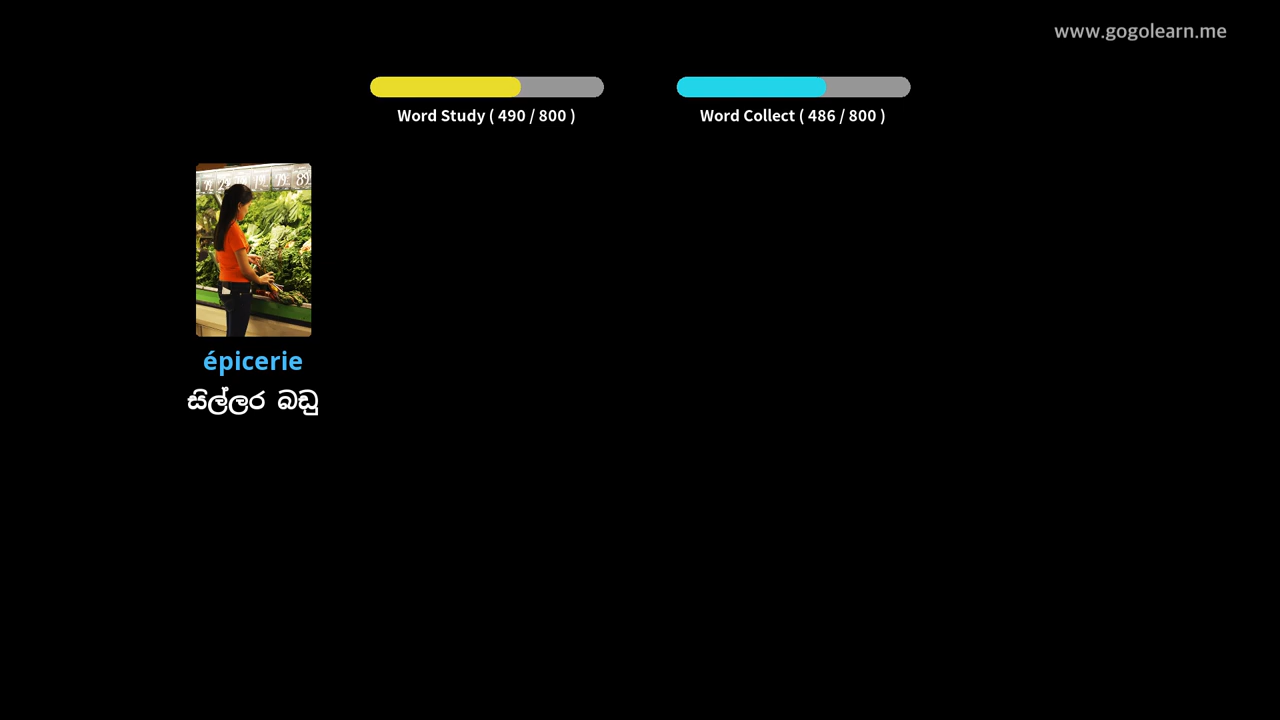 www.gogolearn.me
Word Study ( 490 / 800 )
Word Collect ( 486 / 800 )
épicerie
සිල්ලර බඩු